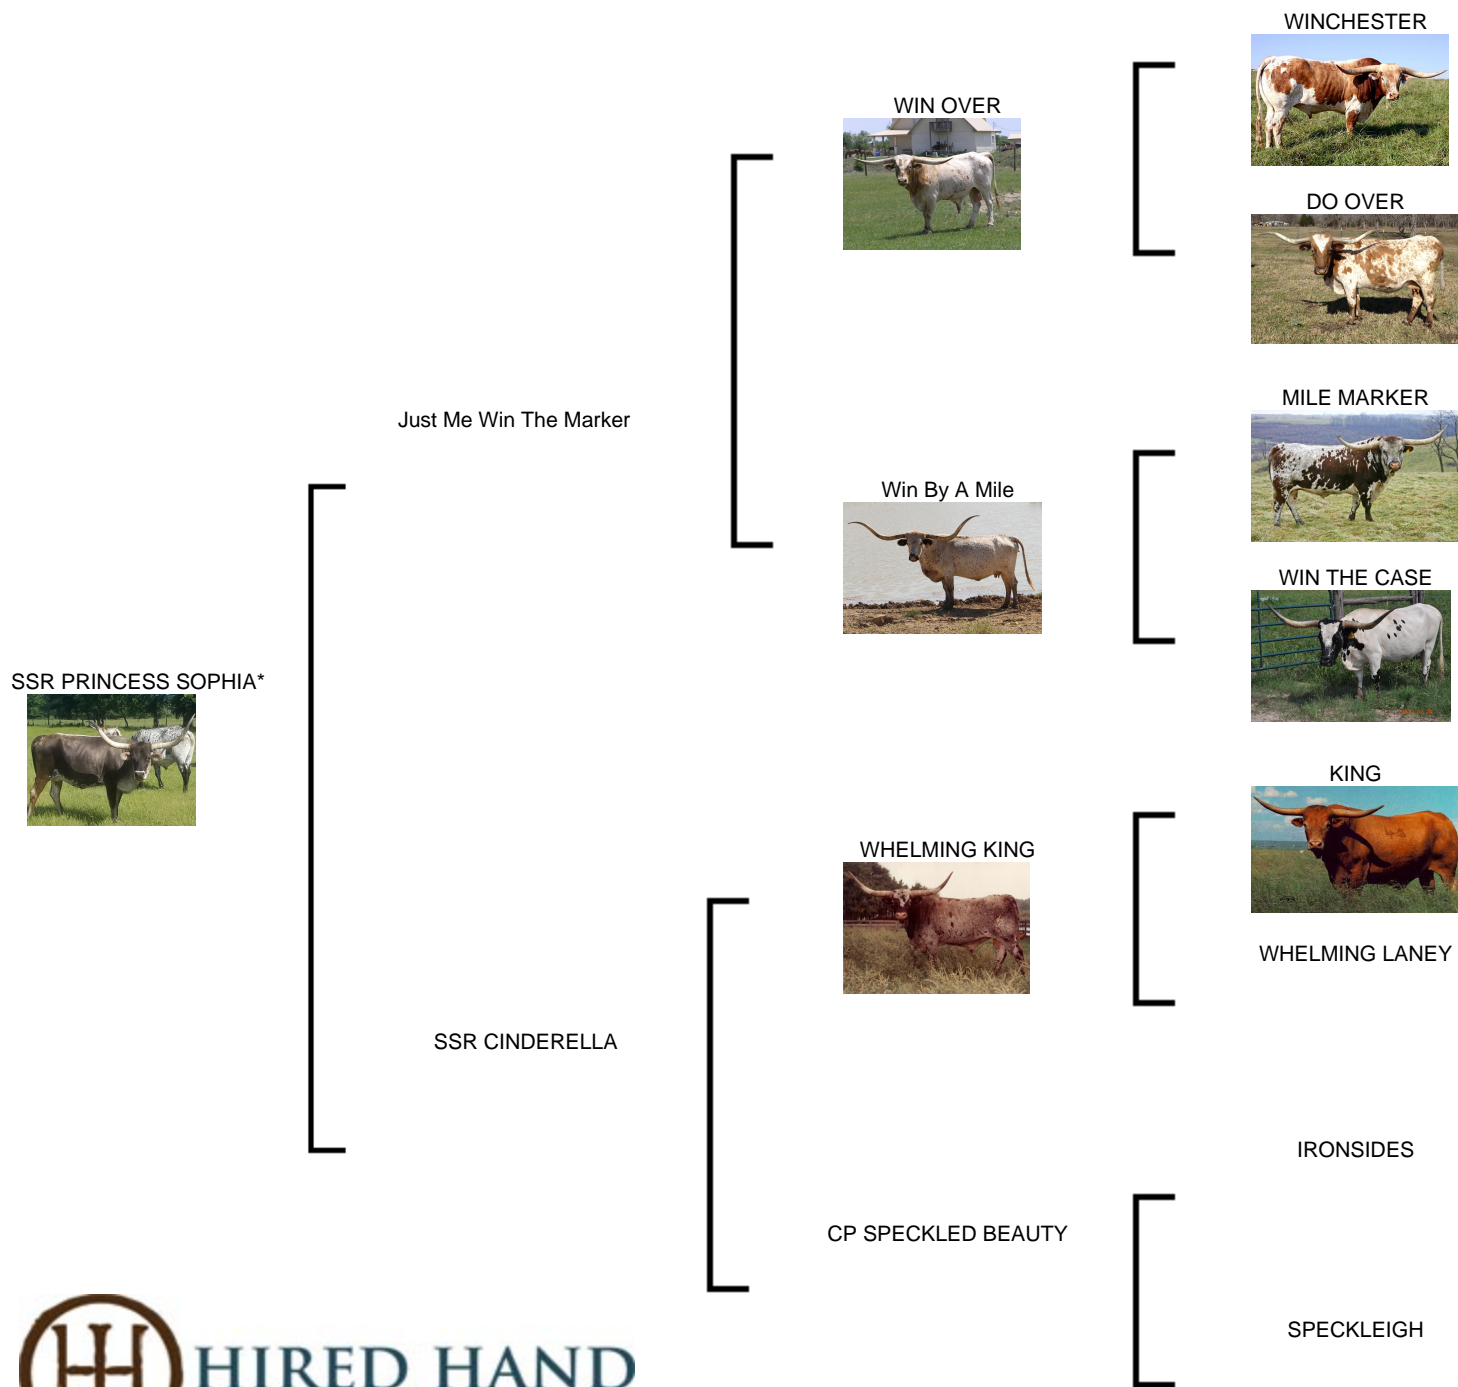 WINCHESTER
WIN OVER
DO OVER
MILE MARKER
Just Me Win The Marker
Win By A Mile
WIN THE CASE
SSR PRINCESS SOPHIA*
KING
WHELMING KING
WHELMING LANEY
SSR CINDERELLA
IRONSIDES
CP SPECKLED BEAUTY
SPECKLEIGH
HIRED HAND